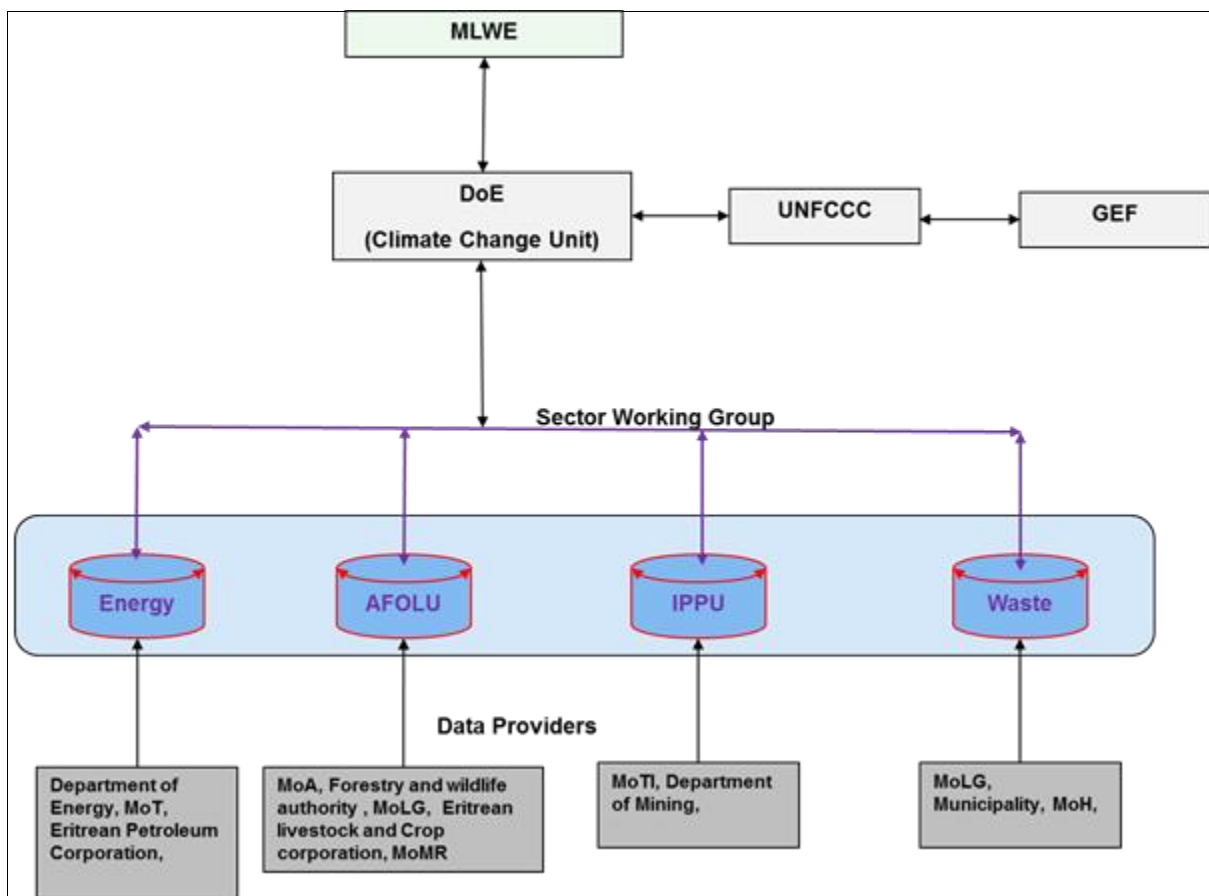 MLWE
DoE
(Climate Change Unit)
UNFCCC
GEF
Sector Working Group
Energy
AFOLU
IPPU
Waste
Data Providers
Department of
Energy, MoT,
Eritrean Petroleum
Corporation,
MoA, Forestry and wildlife
authority , MoLG, Eritrean
livestock and Crop
corporation, MoMR
MoTI, Department
of Mining,
MoLG,
Municipality, MoH,